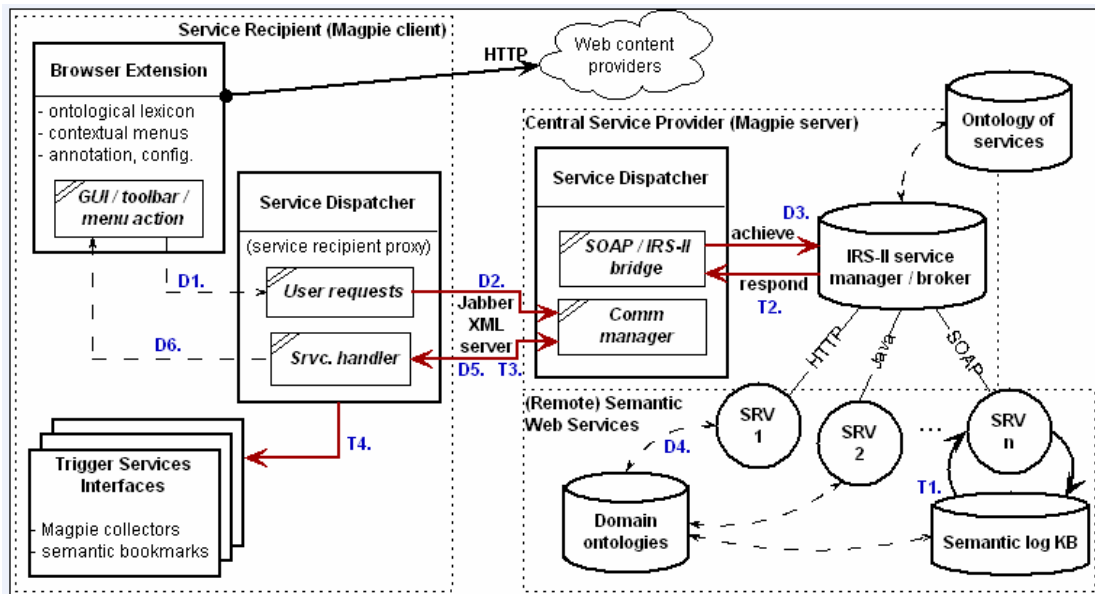 Service Recipient (Magpie client)
Browser Extension
- ontological lexicon
- contextual menus
- annotation, config.
GUI / toolbar /
menu action
HTTP
Web content
providers
Service Dispatcher
(service recipient proxy)
User requests
Srvc. handler
D1.
D6.
D2.
Jabber
XML
server
D5. T3.
T4.
Trigger Services
Interfaces
- Magpie collectors
- semantic bookmarks
Central Service Provider (Magpie server)
Service Dispatcher
SOAP / IRS-II
bridge
Comm
manager
D3.
achieve
respond
T2.
Ontology of
services
IRS-II service
manager / broker
HTTP
Java
SOAP
(Remote) Semantic
Web Services
SRV
1
SRV
2
...
SRV
n
D4.
T1.
Domain
ontologies
Semantic log KB